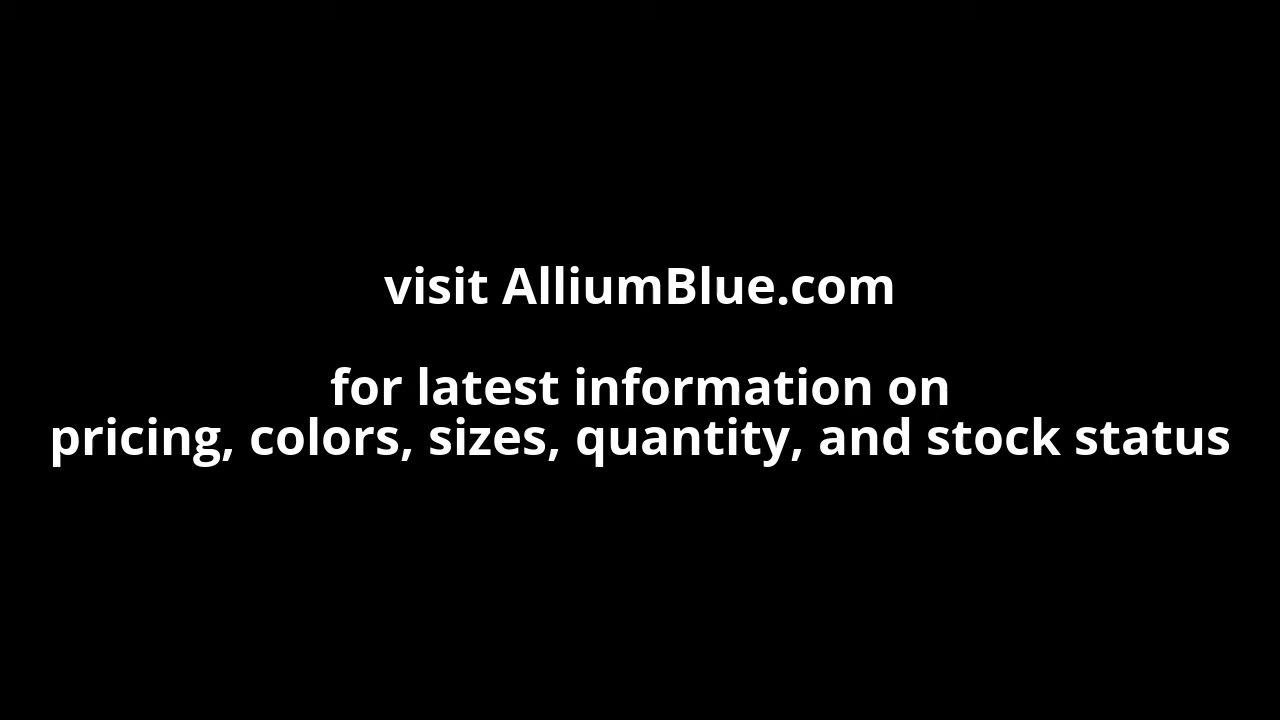 visit AlliumBlue.com
for latest information on
pricing, colors, sizes, quantity, and stock status